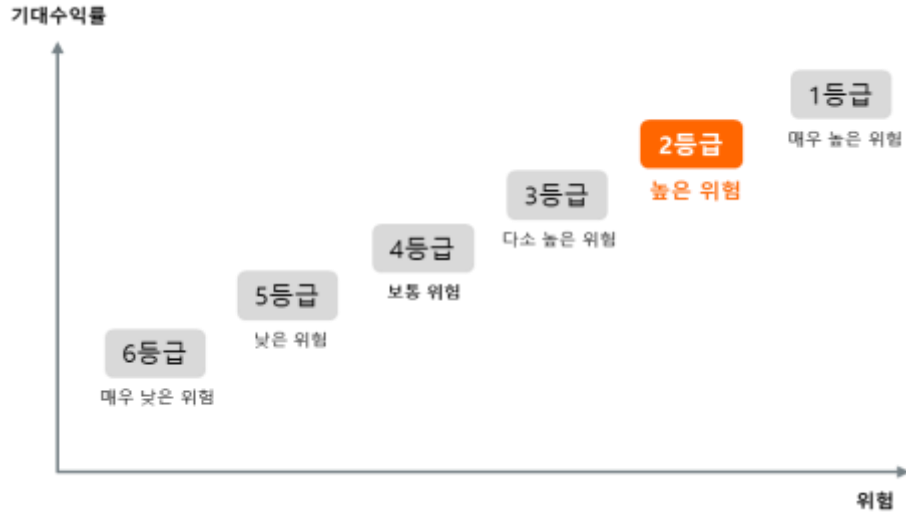 기대수익률
1등급
매우 높은 위험
2등급
높은 위험
3등급
다소 높은 위험
4등급
보통 위험
5등급
낮은 위험
6등급
매우 낮은 위험
위험